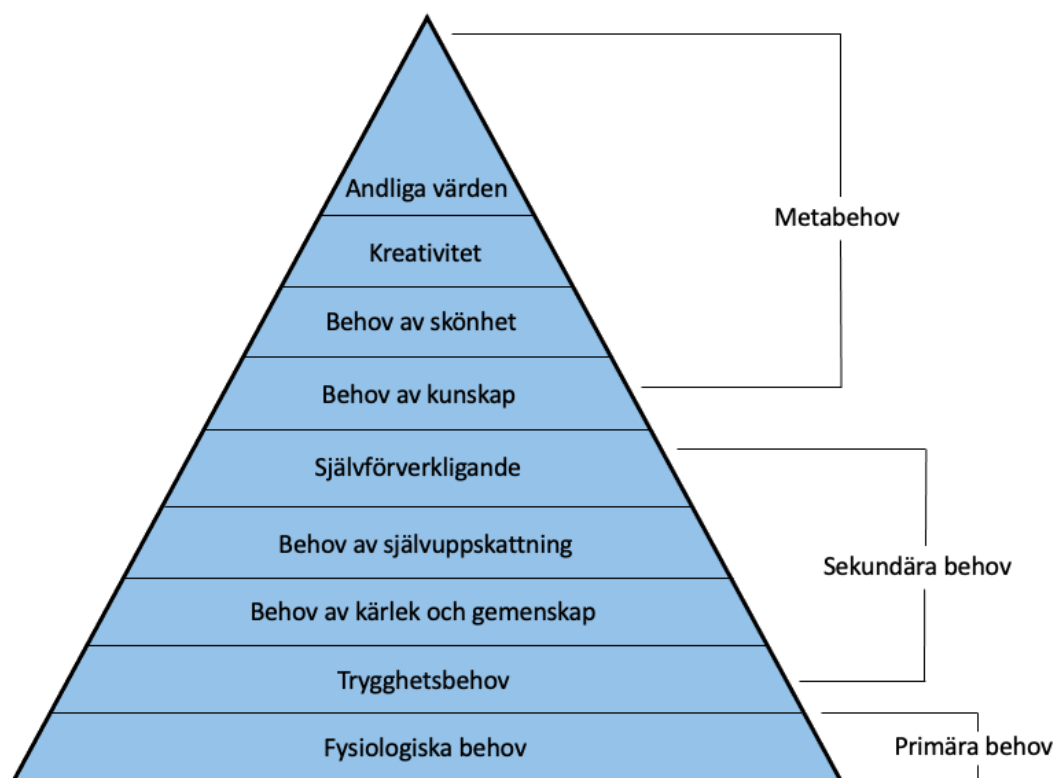 Andliga värden
Kreativitet
Behov av skönhet
Behov av kunskap
Självförverkligande
Behov av självuppskattning
Behov av kärlek och gemenskap
Trygghetsbehov
Fysiologiska behov
Metabehov
Sekundära behov
Primära behov